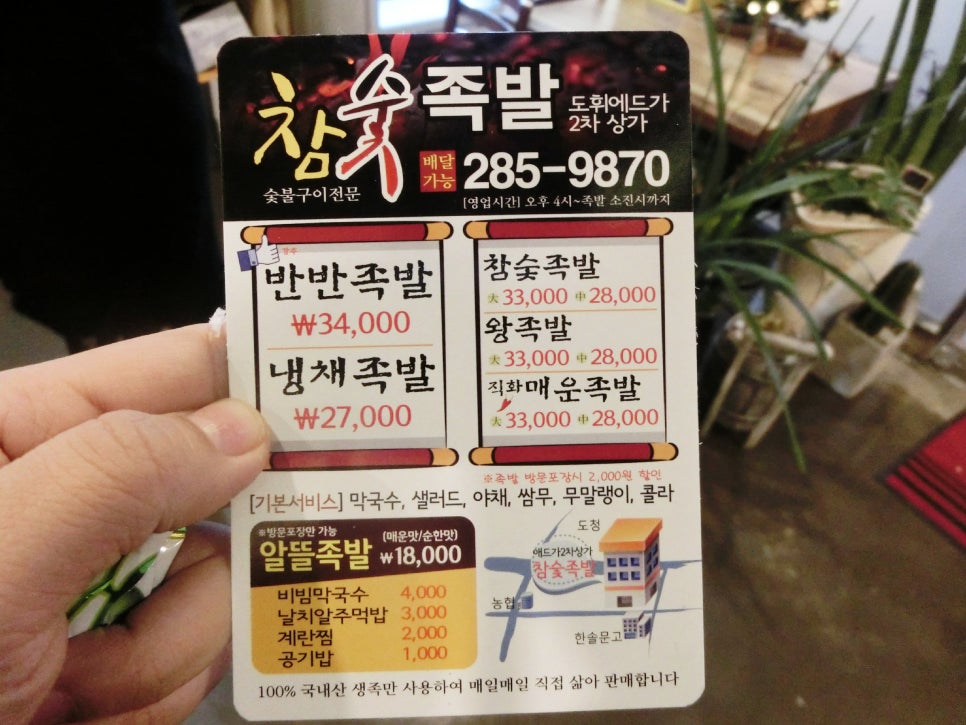 참숯 족발
도휘에드가
2차 상가
숯불구이전문
배달
가능
285-9870
[영업시간] 오후 4시~족발 소진시까지
강추
반반족발
₩34,000
냉채족발
₩27,000
참숯족발
大 33,000 中 28,000
왕족발
大 33,000 中 28,000
직화매운족발
大 33,000 中 28,000
※족발 방문포장시 2,000원 할인
[기본서비스] 막국수, 샐러드, 야채, 쌈무, 무말랭이, 콜라
※방문포장만 가능
(매운맛/순한맛)
알뜰족발 ₩18,000
비빔막국수 4,000
날치알주먹밥 3,000
계란찜 2,000
공기밥 1,000
도청
애드가2차상가
참숯족발
농협
한솔문고
100% 국내산 생족만 사용하여 매일매일 직접 삶아 판매합니다